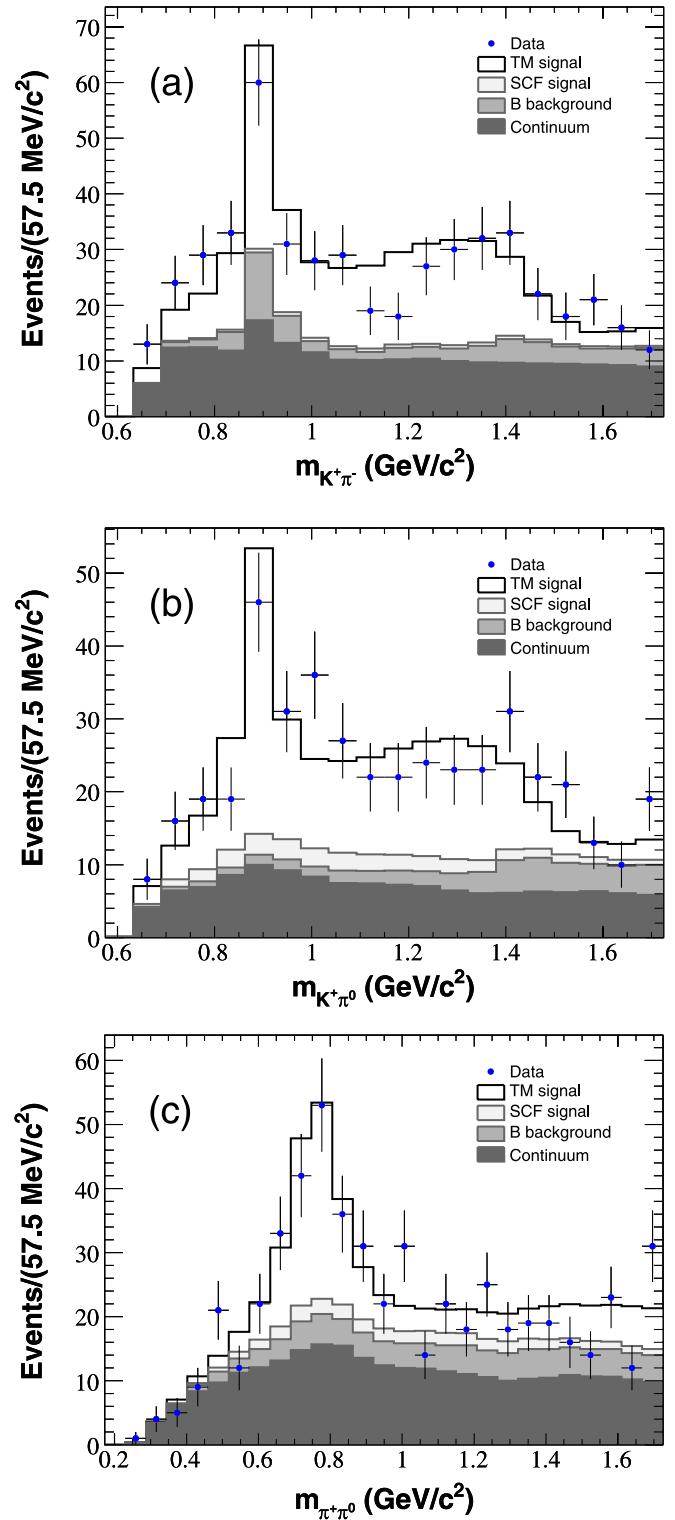 70
60
50
40
30
20
10
0
Events/(57.5 MeV/c²)
(a)
Data
TM signal
SCF signal
B background
Continuum
0.6 0.8 1 1.2 1.4 1.6
m_K⁺π⁻ (GeV/c²)
50
40
30
20
10
0
Events/(57.5 MeV/c²)
(b)
Data
TM signal
SCF signal
B background
Continuum
0.6 0.8 1 1.2 1.4 1.6
m_K⁺π⁰ (GeV/c²)
60
50
40
30
20
10
0
Events/(57.5 MeV/c²)
(c)
Data
TM signal
SCF signal
B background
Continuum
0.2 0.4 0.6 0.8 1 1.2 1.4 1.6
m_π⁺π⁰ (GeV/c²)